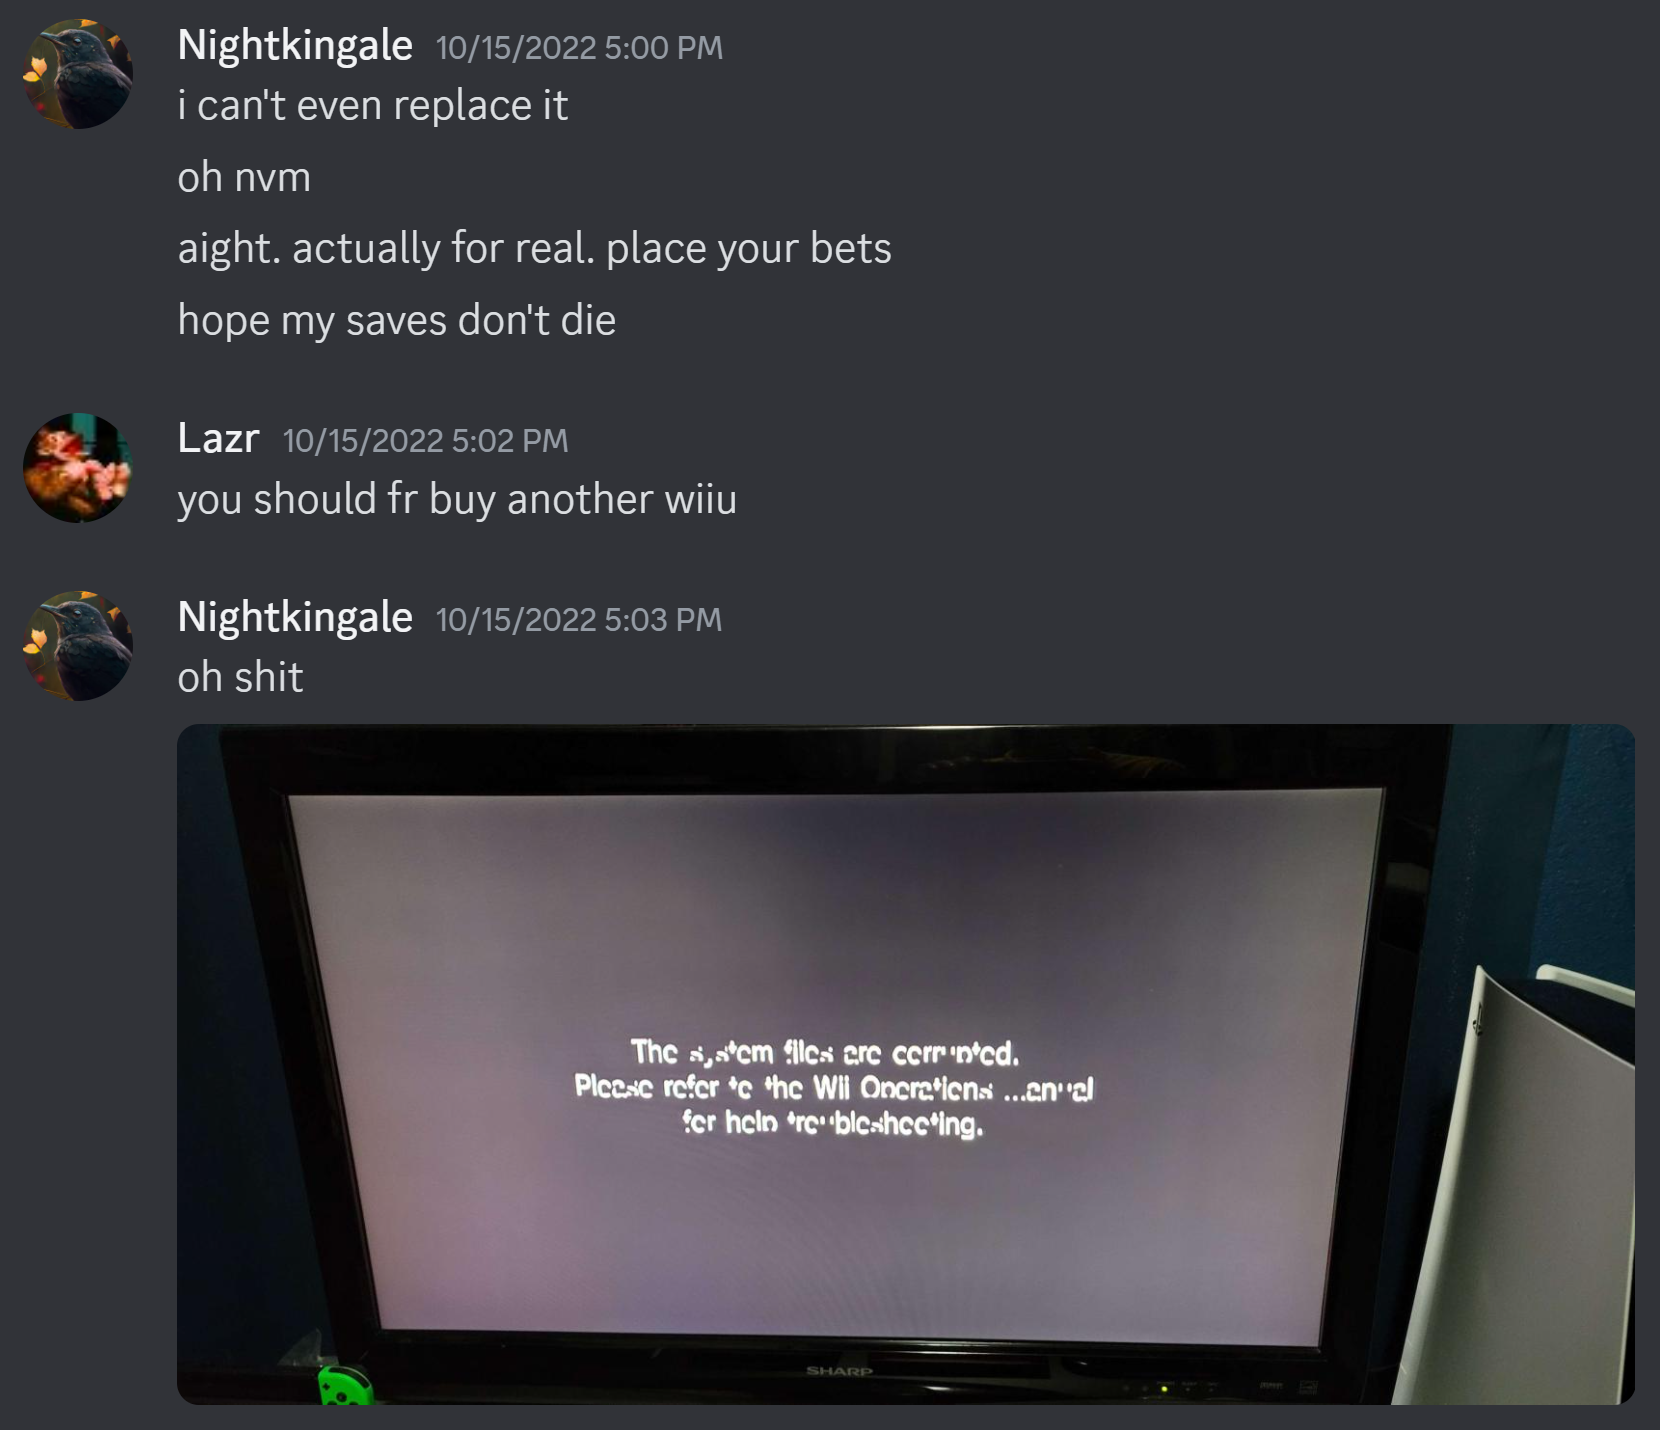 Nightkingale 10/15/2022 5:00 PM
i can't even replace it
oh nvm
aight. actually for real. place your bets
hope my saves don't die
Lazr 10/15/2022 5:02 PM
you should fr buy another wiiu
Nightkingale 10/15/2022 5:03 PM
oh shit
The system files are corrupted.
Please refer to the Wii Operations Manual
for help troubleshooting.
SHARP